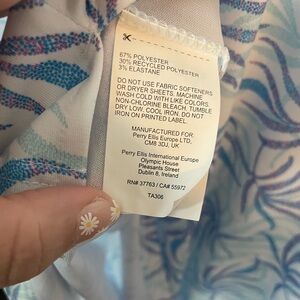 67% POLYESTER
30% RECYCLED POLYESTER
3% ELASTANE
DO NOT USE FABRIC SOFTENERS
OR DRYER SHEETS. MACHINE
WASH COLD WITH LIKE COLORS.
NON-CHLORINE BLEACH. TUMBLE
DRY LOW. COOL IRON. DO NOT
IRON ON PRINTED LABEL.
MANUFACTURED FOR:
Perry Ellis Europe LTD,
CM8 3DJ, UK
Perry Ellis International Europe
Olympic House
Pleasants Street
Dublin 8, Ireland
RN# 37763 / CA# 55972
TA306